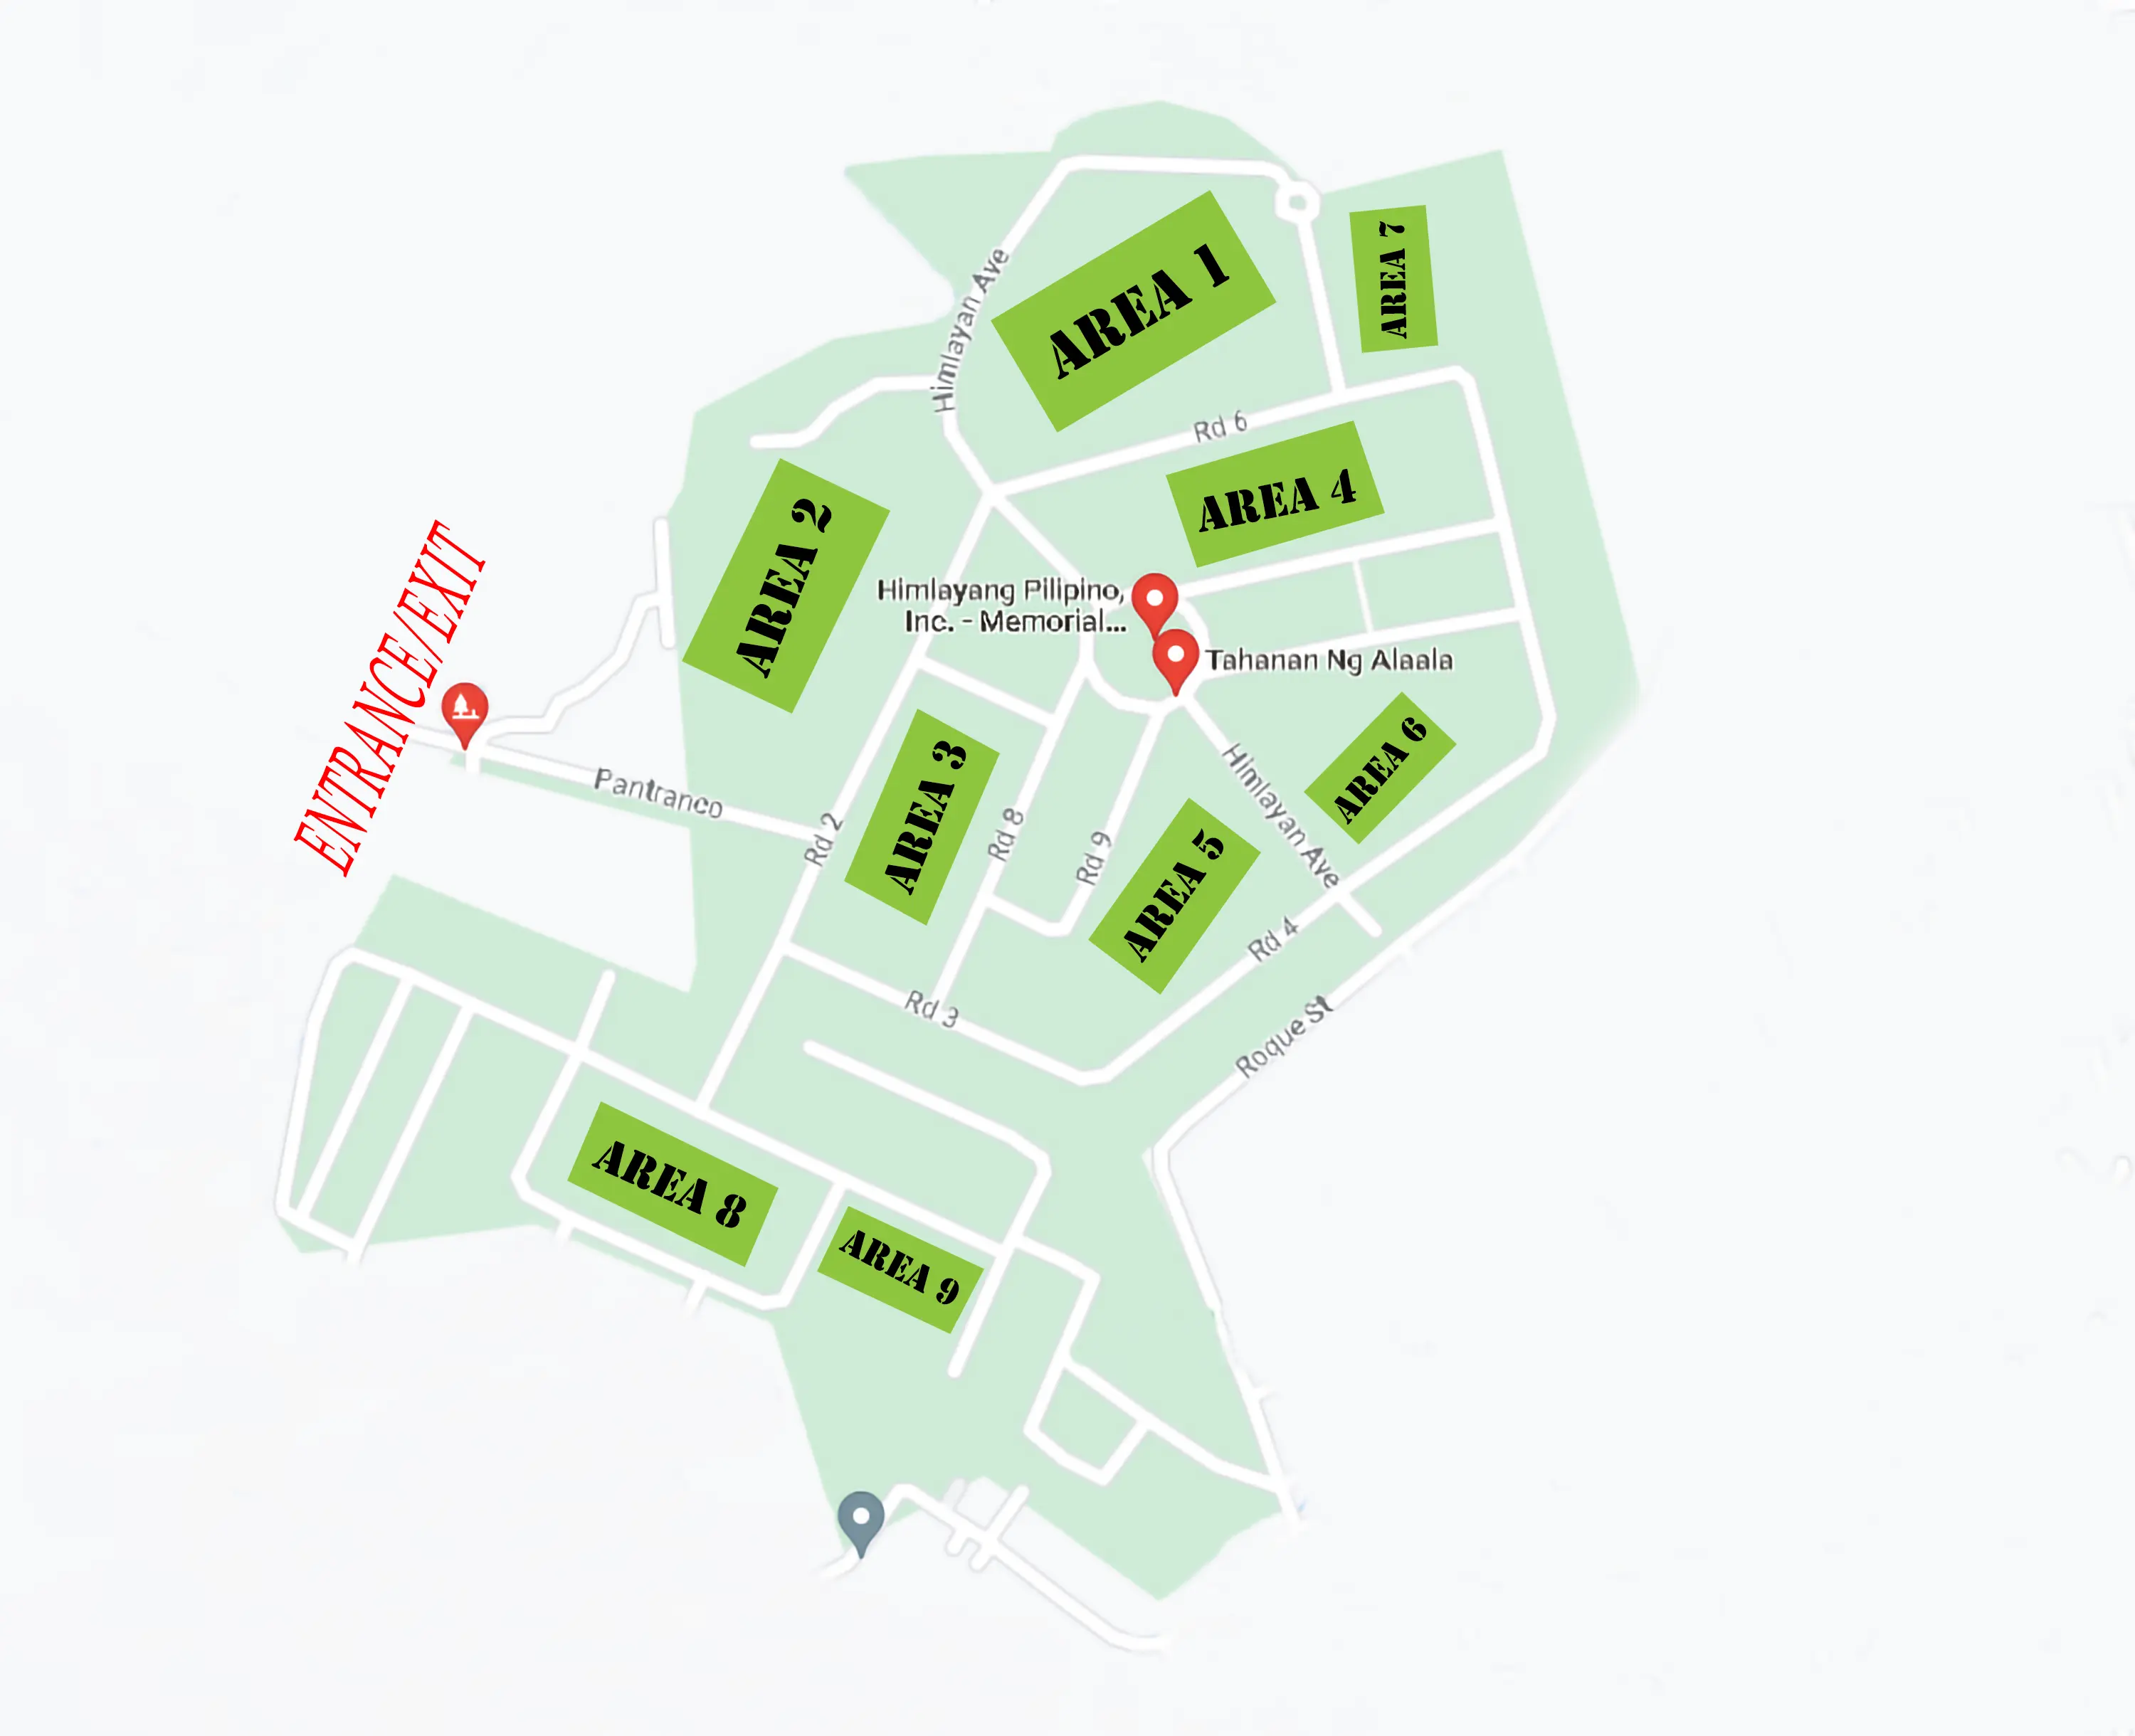 AREA 1
AREA 7
Himlayan Ave
Rd 6
AREA 4
AREA 2
Himlayang Pilipino,
Inc. - Memorial...
Tahanan Ng Alaala
ENTRANCE/EXIT
Pantranco
Rd 2
AREA 3
Rd 8
Rd 9
AREA 5
Himlayan Ave
AREA 6
Rd 4
Rd 3
Roque St
AREA 8
AREA 9